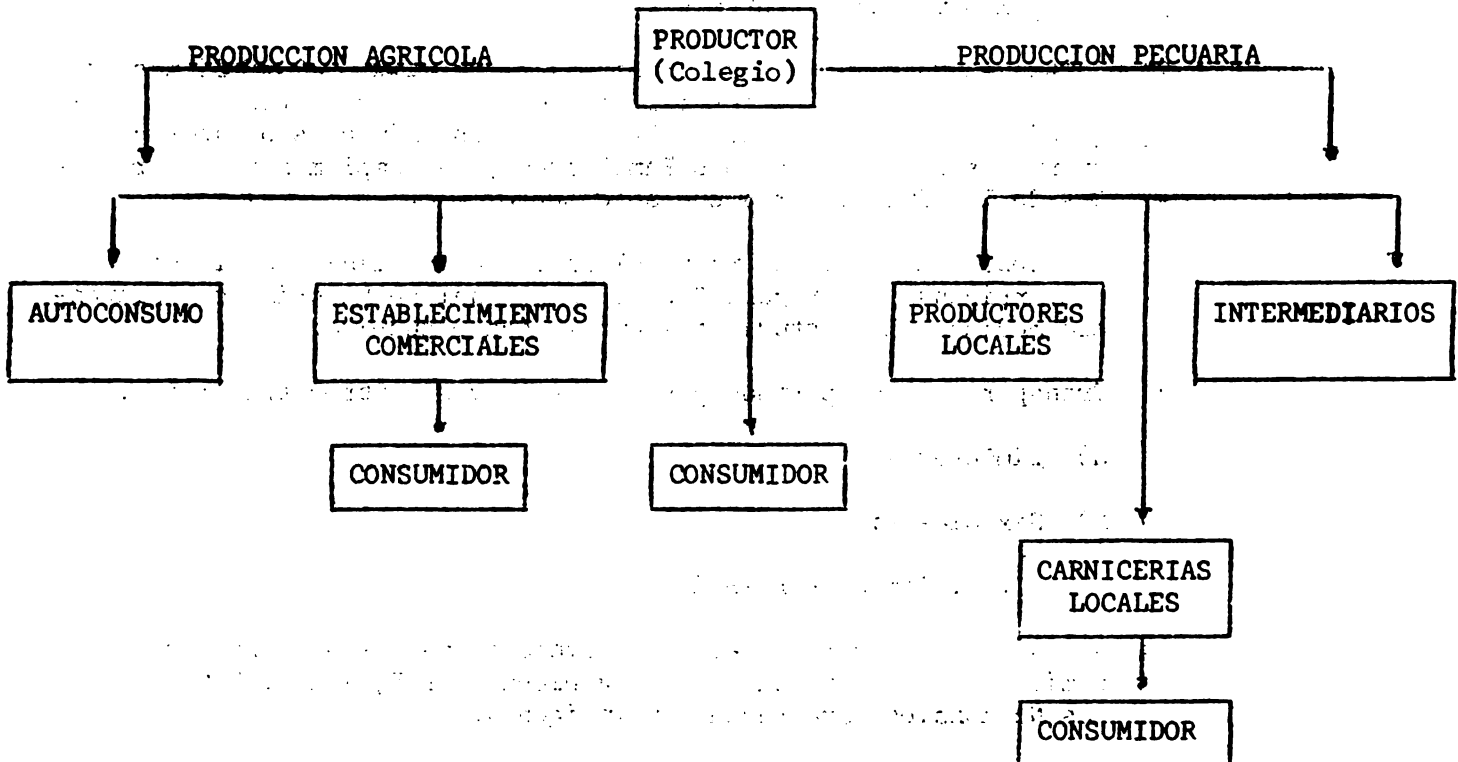 PRODUCTOR
(Colegio)
PRODUCCION AGRICOLA
PRODUCCION PECUARIA
AUTOCONSUMO
ESTABLECIMIENTOS
COMERCIALES
PRODUCTORES
LOCALES
INTERMEDIARIOS
CONSUMIDOR
CONSUMIDOR
CARNICERIAS
LOCALES
CONSUMIDOR